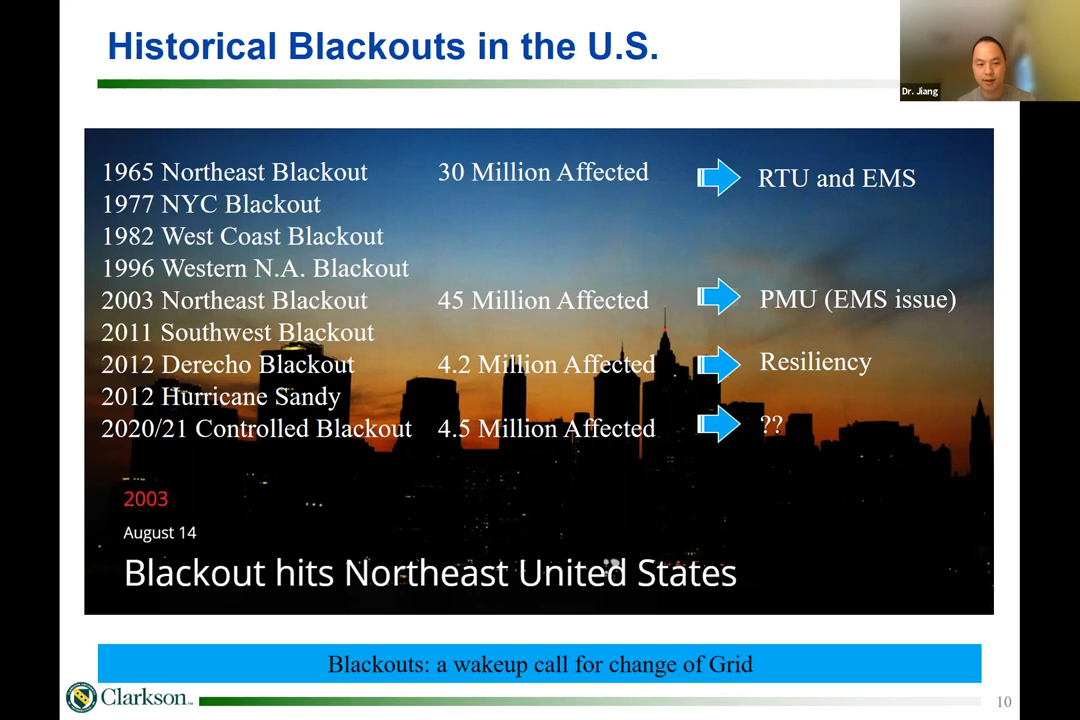 Historical Blackouts in the U.S.
Dr. Jiang
1965 Northeast Blackout 30 Million Affected RTU and EMS
1977 NYC Blackout
1982 West Coast Blackout
1996 Western N.A. Blackout
2003 Northeast Blackout 45 Million Affected PMU (EMS issue)
2011 Southwest Blackout
2012 Derecho Blackout 4.2 Million Affected Resiliency
2012 Hurricane Sandy
2020/21 Controlled Blackout 4.5 Million Affected ??
2003
August 14
Blackout hits Northeast United States
Blackouts: a wakeup call for change of Grid
Clarkson
10